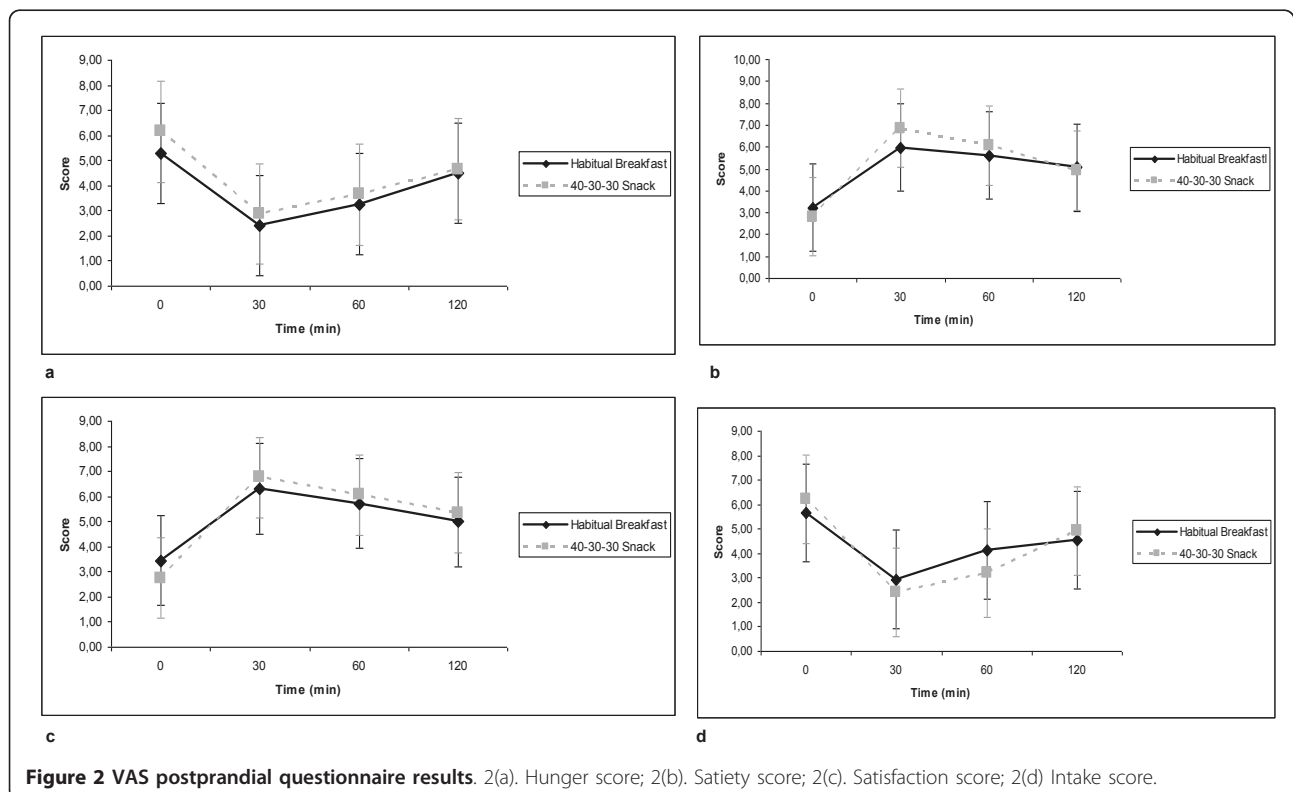 9,00
8,00
7,00
6,00
5,00
4,00
3,00
2,00
1,00
0,00
Score
0 30 60 120
Time (min)
Habitual Breakfast
40-30-30 Snack
a
10,00
9,00
8,00
7,00
6,00
5,00
4,00
3,00
2,00
1,00
0,00
Score
0 30 60 120
Time (min)
Habitual Breakfastl
40-30-30 Snack
b
9,00
8,00
7,00
6,00
5,00
4,00
3,00
2,00
1,00
0,00
Score
0 30 60 120
Time (min)
Habitual Breakfast
40-30-30 Snack
c
9,00
8,00
7,00
6,00
5,00
4,00
3,00
2,00
1,00
0,00
Score
0 30 60 120
Time (min)
Habitual Breakfast
40-30-30 Snack
d
Figure 2 VAS postprandial questionnaire results. 2(a). Hunger score; 2(b). Satiety score; 2(c). Satisfaction score; 2(d) Intake score.